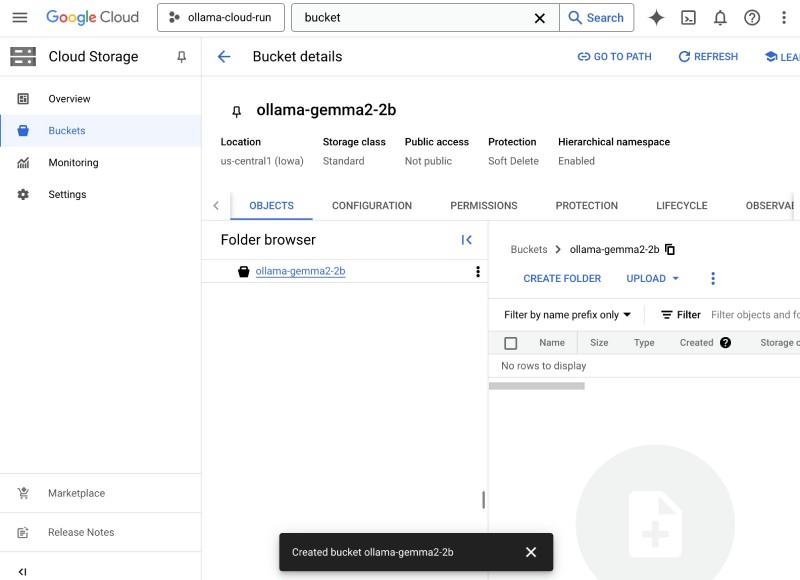 Google Cloud
ollama-cloud-run
bucket
Search
Cloud Storage
Bucket details
GO TO PATH
REFRESH
LEA
Overview
Buckets
Monitoring
Settings
ollama-gemma2-2b
Location Storage class Public access Protection Hierarchical namespace
us-central1 (Iowa) Standard Not public Soft Delete Enabled
OBJECTS CONFIGURATION PERMISSIONS PROTECTION LIFECYCLE OBSERVAB
Folder browser
ollama-gemma2-2b
Buckets > ollama-gemma2-2b
CREATE FOLDER UPLOAD
Filter by name prefix only Filter Filter objects and fo
Name Size Type Created Storage c
No rows to display
Marketplace
Release Notes
Created bucket ollama-gemma2-2b